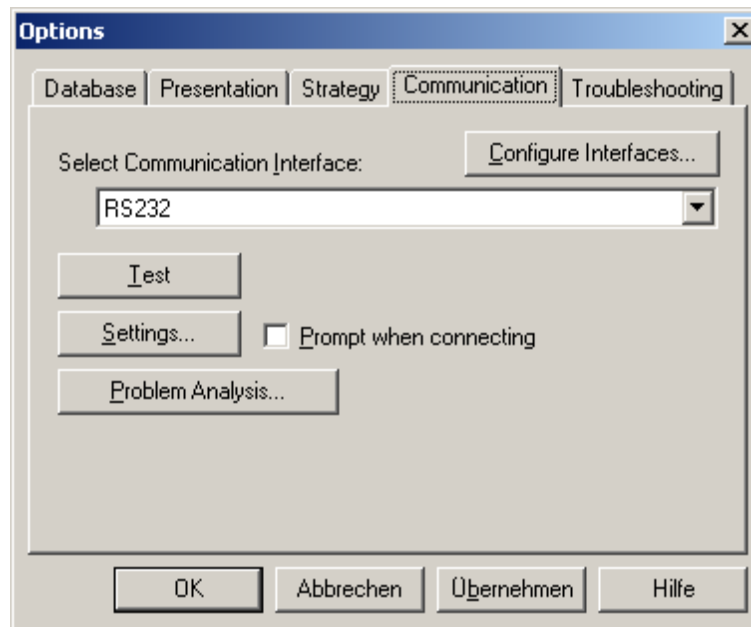 Options
Database Presentation Strategy Communication Troubleshooting
Select Communication Interface: Configure Interfaces...
RS232
Test
Settings... Prompt when connecting
Problem Analysis...
OK Abbrechen Übernehmen Hilfe